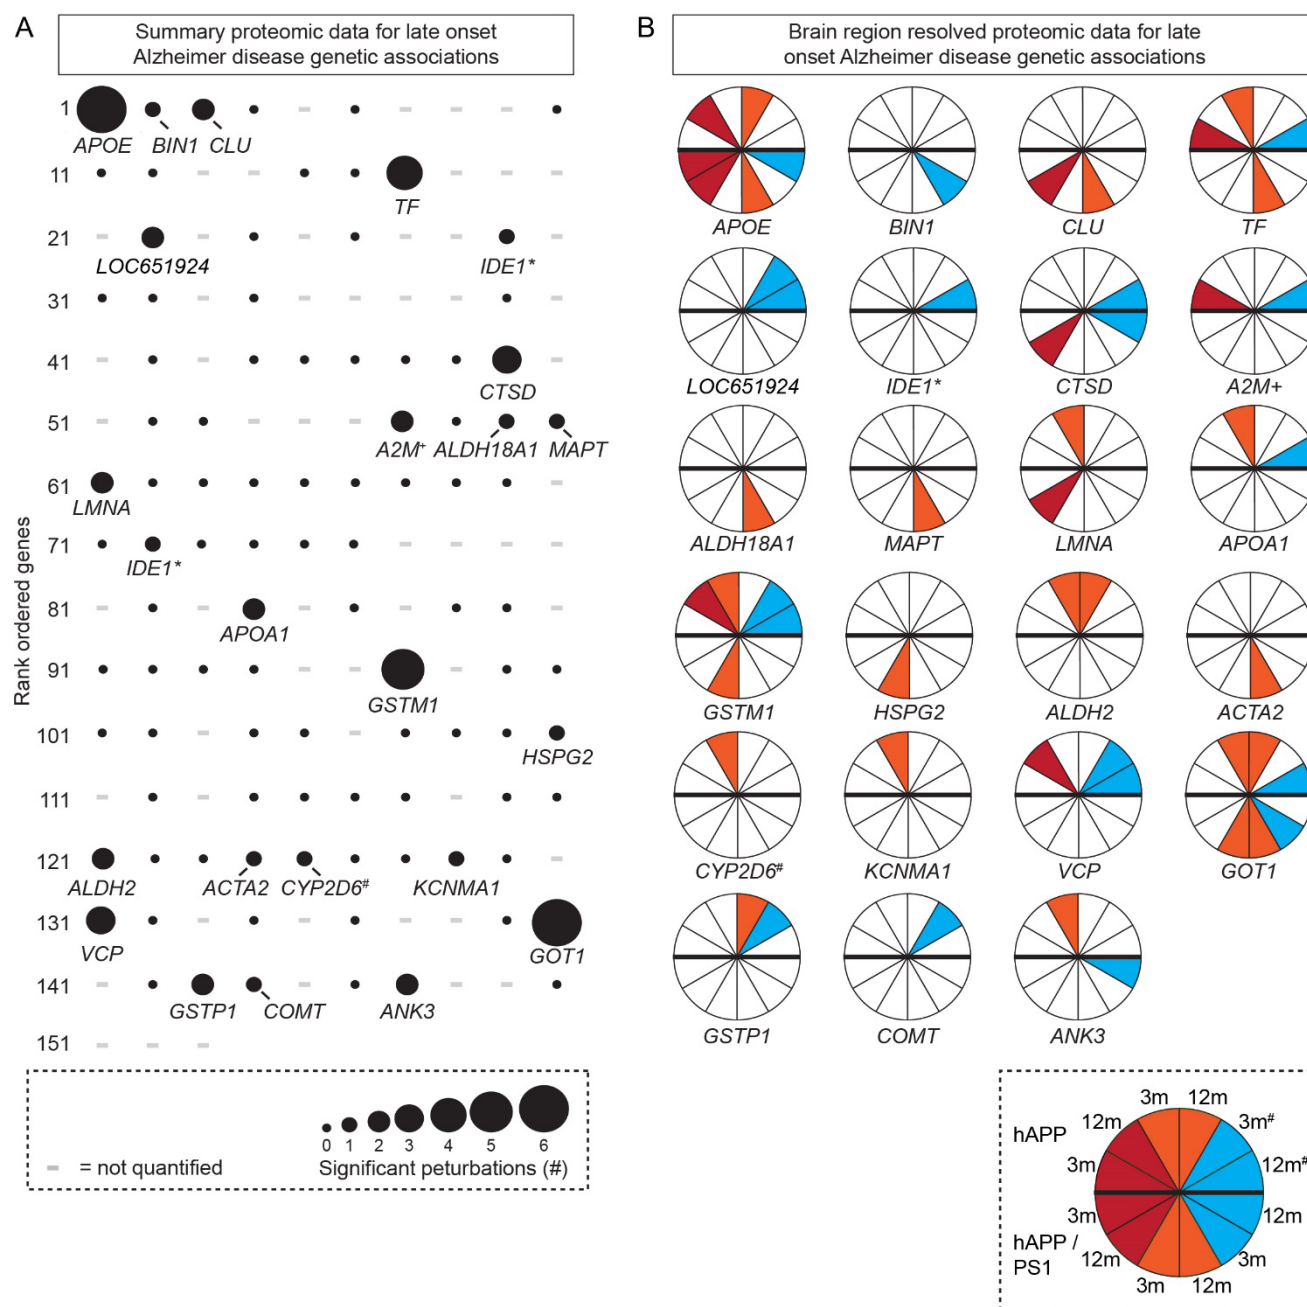 A
Summary proteomic data for late onset
Alzheimer disease genetic associations
Rank ordered genes
1
APOE BIN1 CLU
11
TF
21
LOC651924 IDE1*
31
41
CTSD
51
A2M+ ALDH18A1 MAPT
61
LMNA
71
IDE1*
81
APOA1
91
GSTM1
101
HSPG2
111
121
ALDH2 ACTA2 CYP2D6# KCNMA1
131
VCP GOT1
141
GSTP1 COMT ANK3
151
0 1 2 3 4 5 6
= not quantified Significant peturbations (#)
B
Brain region resolved proteomic data for late
onset Alzheimer disease genetic associations
APOE BIN1 CLU TF
LOC651924 IDE1* CTSD A2M+
ALDH18A1 MAPT LMNA APOA1
GSTM1 HSPG2 ALDH2 ACTA2
CYP2D6# KCNMA1 VCP GOT1
GSTP1 COMT ANK3
3m 12m
12m 3m#
hAPP
3m 12m#
3m 12m
hAPP /
PS1
12m 3m
3m 12m